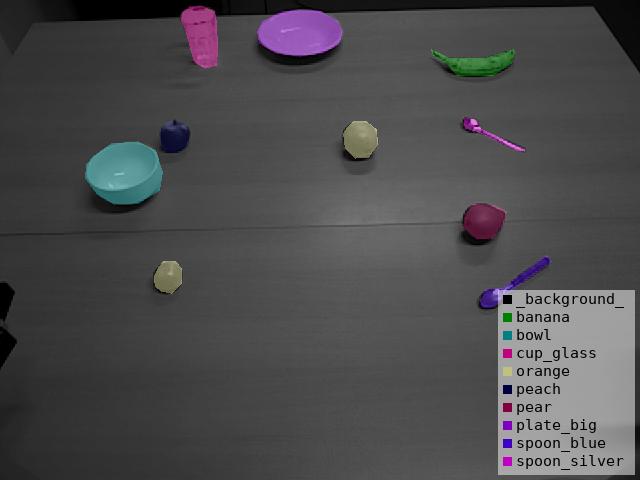 _background_
banana
bowl
cup_glass
orange
peach
pear
plate_big
spoon_blue
spoon_silver